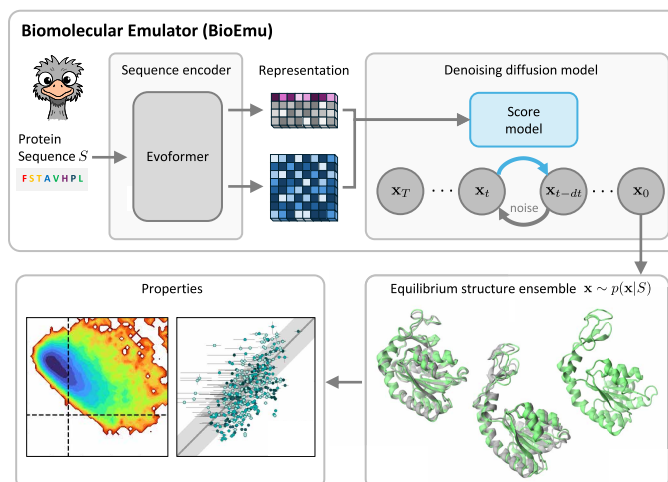 Biomolecular Emulator (BioEmu)
Sequence encoder
Representation
Denoising diffusion model
Protein
Sequence S
FSTAVHPL
Evoformer
Score
model
x_T ... x_t x_{t−dt} ... x_0
noise
Properties
Equilibrium structure ensemble x ∼ p(x|S)